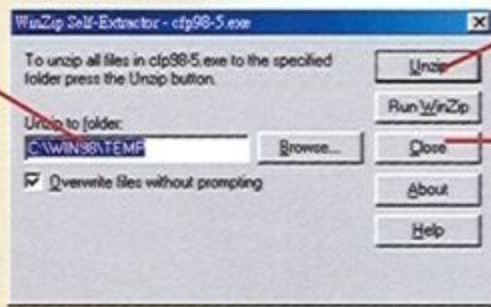 WinZip Self-Extractor - cfp98-5.exe
To unzip all files in cfp98-5.exe to the specified
folder press the Unzip button.
Unzip to folder:
C:\WIN98\TEMP
Browse...
Overwrite files without prompting
Unzip
Run WinZip
Close
About
Help